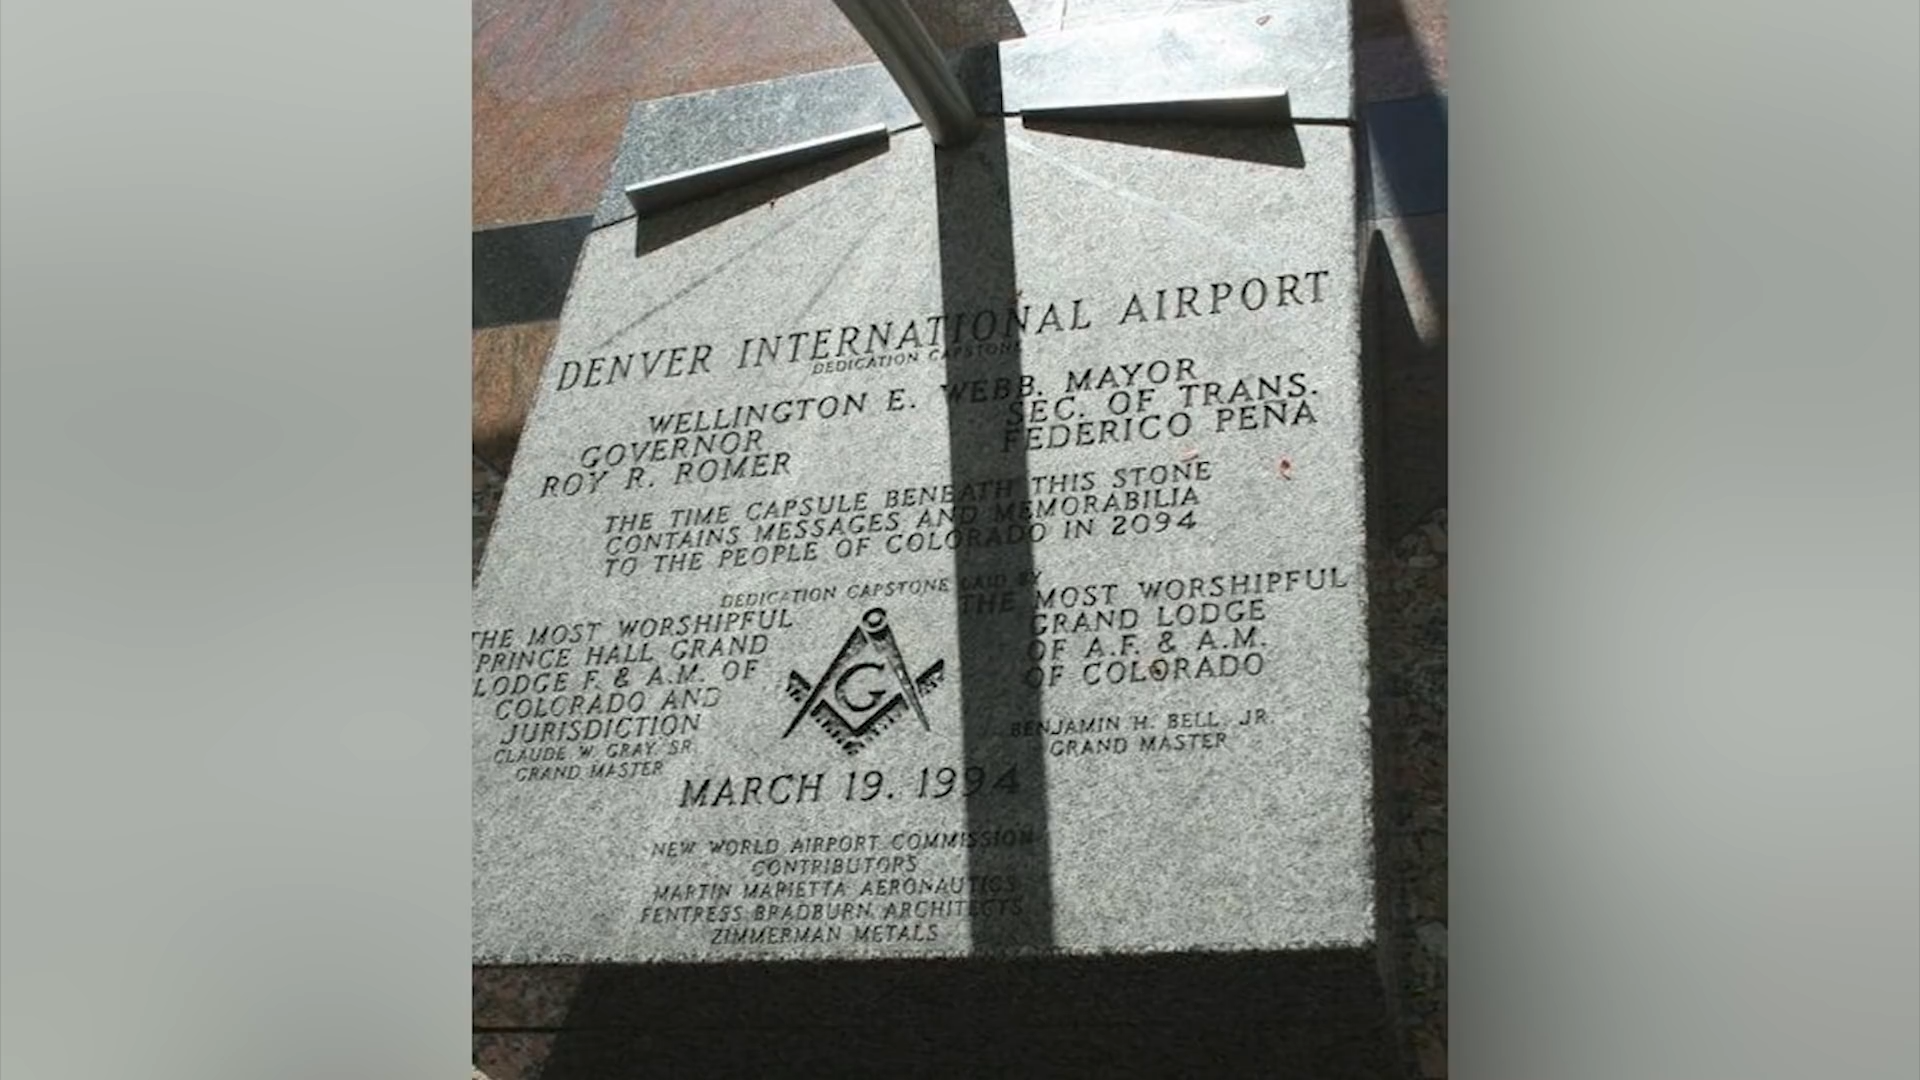 DENVER INTERNATIONAL AIRPORT
DEDICATION CAPSTONE
WELLINGTON E. WEBB, MAYOR
GOVERNOR
ROY R. ROMER
SEC. OF TRANS.
FEDERICO PEÑA
THE TIME CAPSULE BENEATH THIS STONE
CONTAINS MESSAGES AND MEMORABILIA
TO THE PEOPLE OF COLORADO IN 2094
DEDICATION CAPSTONE LAID BY
THE MOST WORSHIPFUL
PRINCE HALL GRAND
LODGE F. & A.M. OF
COLORADO AND
JURISDICTION
CLAUDE W. GRAY, SR.
GRAND MASTER
G
THE MOST WORSHIPFUL
GRAND LODGE
OF A.F. & A.M.
OF COLORADO
BENJAMIN H. BELL, JR.
GRAND MASTER
MARCH 19, 1994
NEW WORLD AIRPORT COMMISSION
CONTRIBUTORS
MARTIN MARIETTA AERONAUTICS
FENTRESS BRADBURN ARCHITECTS
ZIMMERMAN METALS